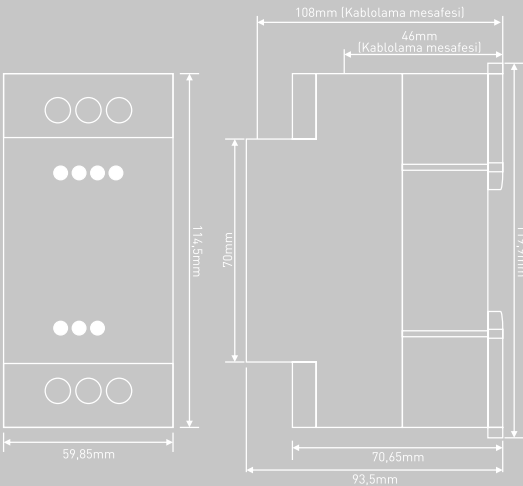 108mm (Kablolama mesafesi)
46mm
(Kablolama mesafesi)
114,5mm
70mm
59,85mm
70,65mm
93,5mm